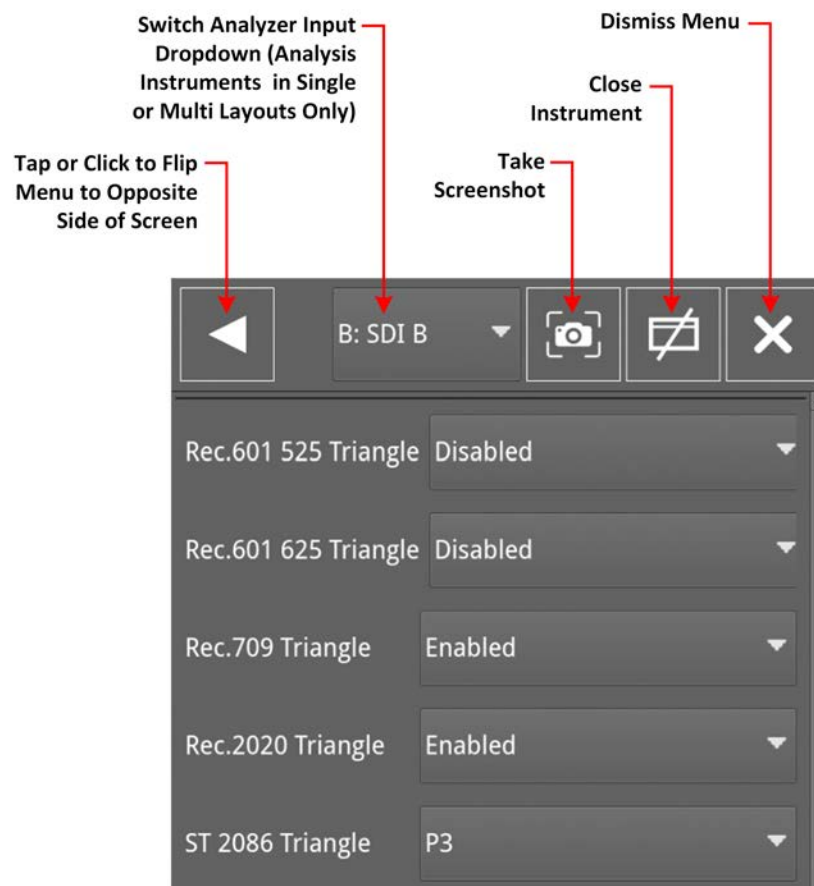 Switch Analyzer Input
Dropdown (Analysis
Instruments in Single
or Multi Layouts Only)
Dismiss Menu
Close
Instrument
Tap or Click to Flip
Menu to Opposite
Side of Screen
Take
Screenshot
B: SDI B
Rec.601 525 Triangle Disabled
Rec.601 625 Triangle Disabled
Rec.709 Triangle Enabled
Rec.2020 Triangle Enabled
ST 2086 Triangle P3